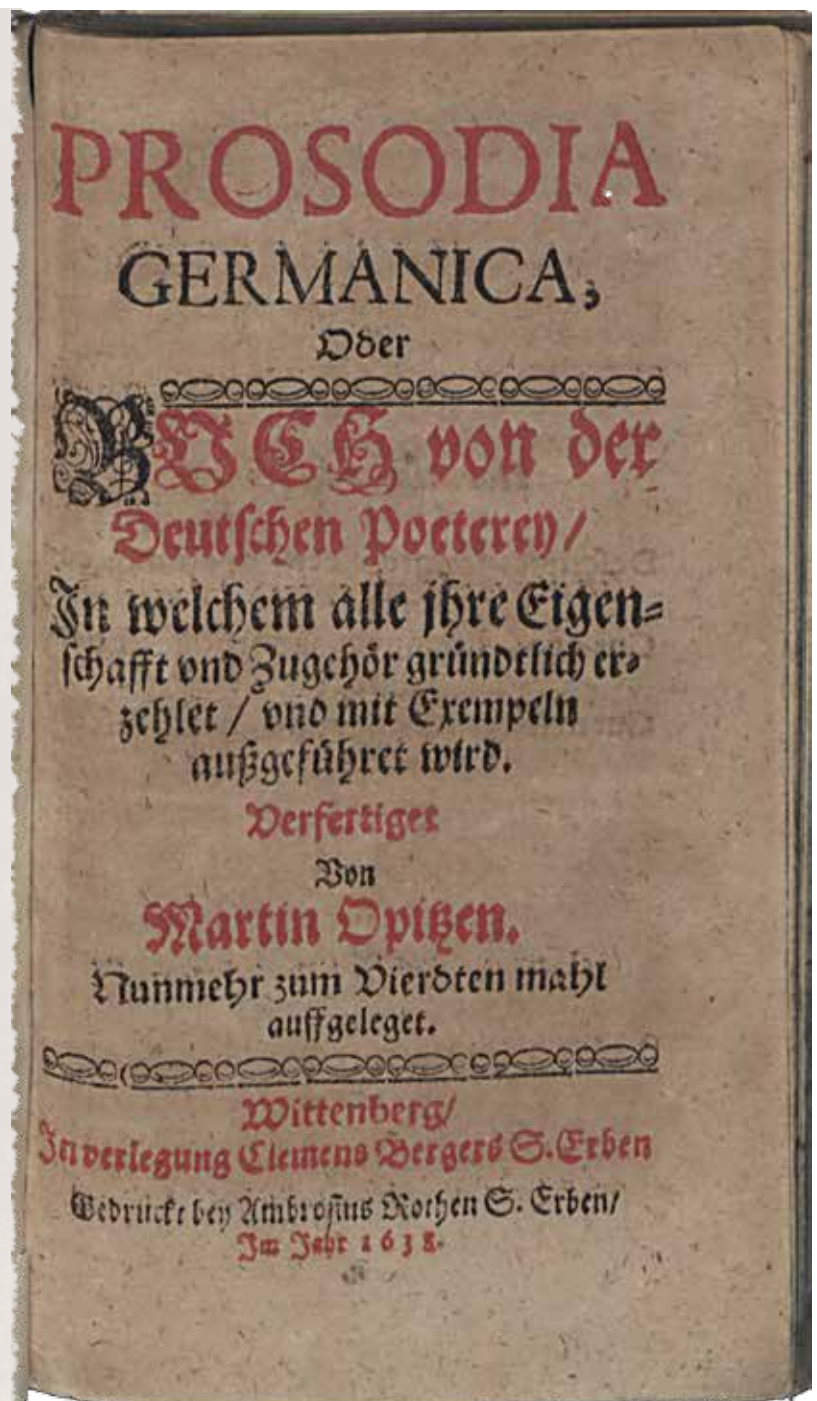 PROSODIA
GERMANICA,
Oder
BUCH von der
Deutschen Poeterey/
In welchem alle jhre Eigen=
schafft vnd Zugehör gründtlich er=
zehlet / vnd mit Exempeln
außgeführet wird.
Verfertiget
Von
Martin Opitzen.
Nunmehr zum Vierdten mahl
auffgeleget.
Wittenberg/
In verlegung Clemens Bergers S. Erben
Gedruckt bey Ambrosius Rothen S. Erben/
Im Jahr 1638.